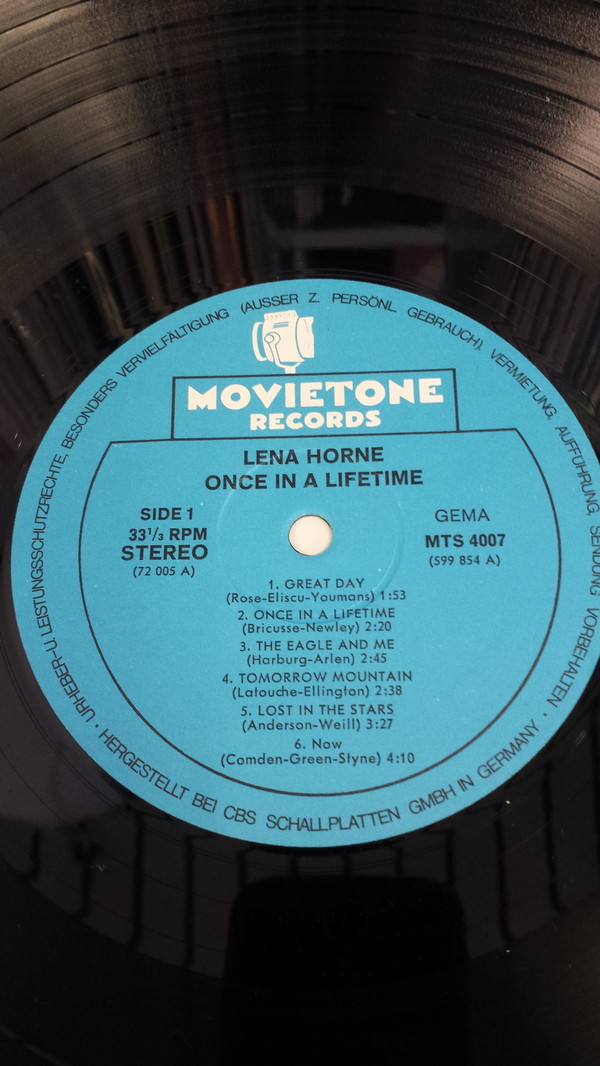 URHEBER-U. LEISTUNGSSCHUTZRECHTE, BESONDERS VERVIELFÄLTIGUNG (AUSSER Z. PERSÖNL. GEBRAUCH), VERMIETUNG, AUFFÜHRUNG, SENDUNG VORBEHALTEN ·
MOVIETONE
RECORDS
LENA HORNE
ONCE IN A LIFETIME
SIDE 1
33 1/3 RPM
STEREO
(72 005 A)
GEMA
MTS 4007
(599 854 A)
1. GREAT DAY
(Rose-Eliscu-Youmans) 1:53
2. ONCE IN A LIFETIME
(Bricusse-Newley) 2:20
3. THE EAGLE AND ME
(Harburg-Arlen) 2:45
4. TOMORROW MOUNTAIN
(Latouche-Ellington) 2:38
5. LOST IN THE STARS
(Anderson-Weill) 3:27
6. Now
(Comden-Green-Styne) 4:10
· HERGESTELLT BEI CBS SCHALLPLATTEN GMBH IN GERMANY ·